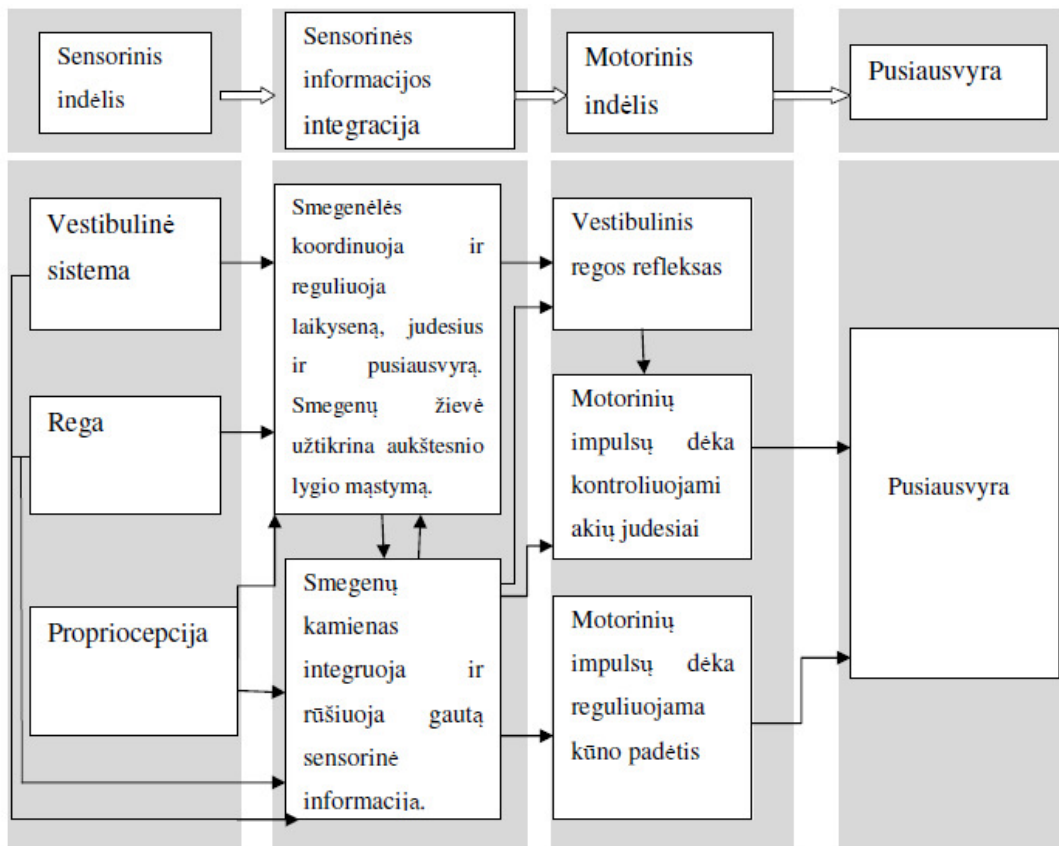 Sensorinis
indėlis
Sensorinės
informacijos
integracija
Motorinis
indėlis
Pusiausvyra
Vestibulinė
sistema
Rega
Propriocepcija
Smegenėlės
koordinuoja ir
reguliuoja
laikyseną, judesius
ir pusiausvyrą.
Smegenų žievė
užtikrina aukštesnio
lygio mąstymą.
Smegenų
kamienas
integruoja ir
rūšiuoja gautą
sensorinė
informacija.
Vestibulinis
regos refleksas
Motorinių
impulsų dėka
kontroliuojami
akių judesiai
Motorinių
impulsų dėka
reguliuojama
kūno padėtis
Pusiausvyra